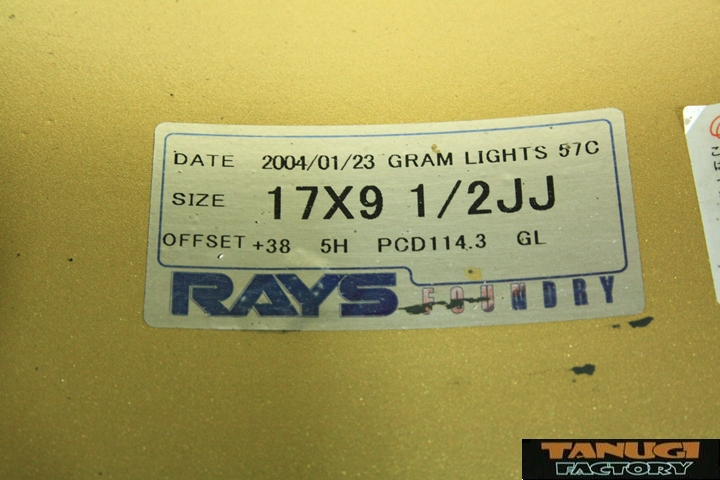 DATE 2004/01/23 GRAM LIGHTS 57C
SIZE 17X9 1/2JJ
OFFSET +38 5H PCD114.3 GL
RAYS FOUNDRY
TANUGI
FACTORY